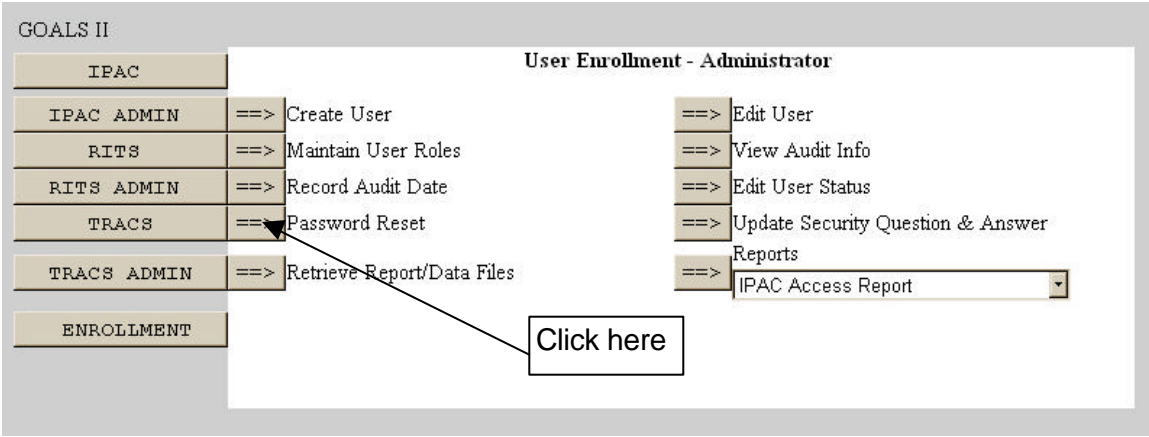 GOALS II
User Enrollment - Administrator
IPAC
IPAC ADMIN ==> Create User ==> Edit User
RITS ==> Maintain User Roles ==> View Audit Info
RITS ADMIN ==> Record Audit Date ==> Edit User Status
TRACS ==> Password Reset ==> Update Security Question & Answer
Reports
TRACS ADMIN ==> Retrieve Report/Data Files ==> IPAC Access Report
ENROLLMENT
Click here